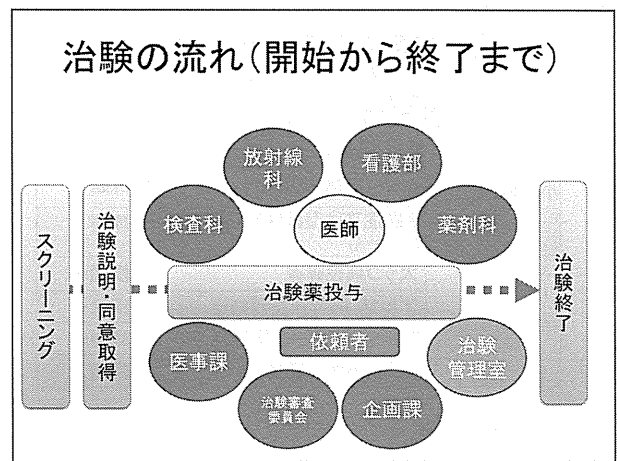 治験の流れ(開始から終了まで)
スクリーニング
治験説明・同意取得
検査科
放射線
科
医師
看護部
薬剤科
治験薬投与
依頼者
医事課
治験審査
委員会
企画課
治験
管理室
治験終了